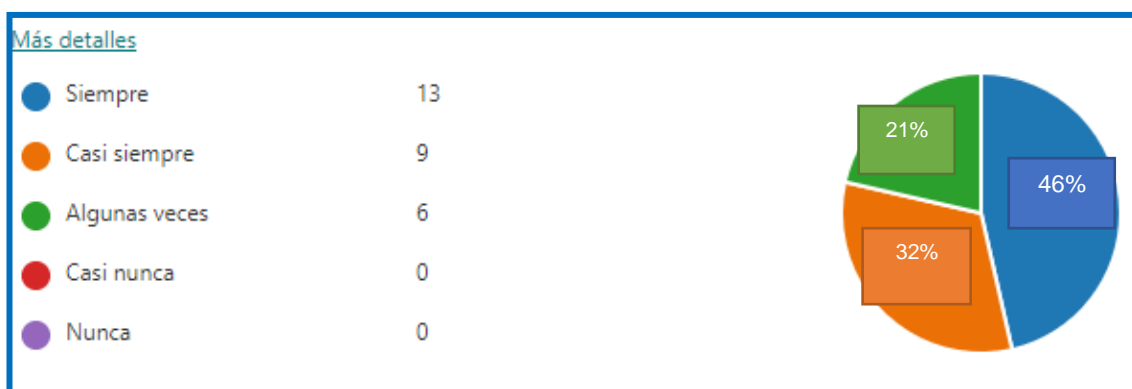 Más detalles
Siempre 13
Casi siempre 9
Algunas veces 6
Casi nunca 0
Nunca 0
21%
46%
32%